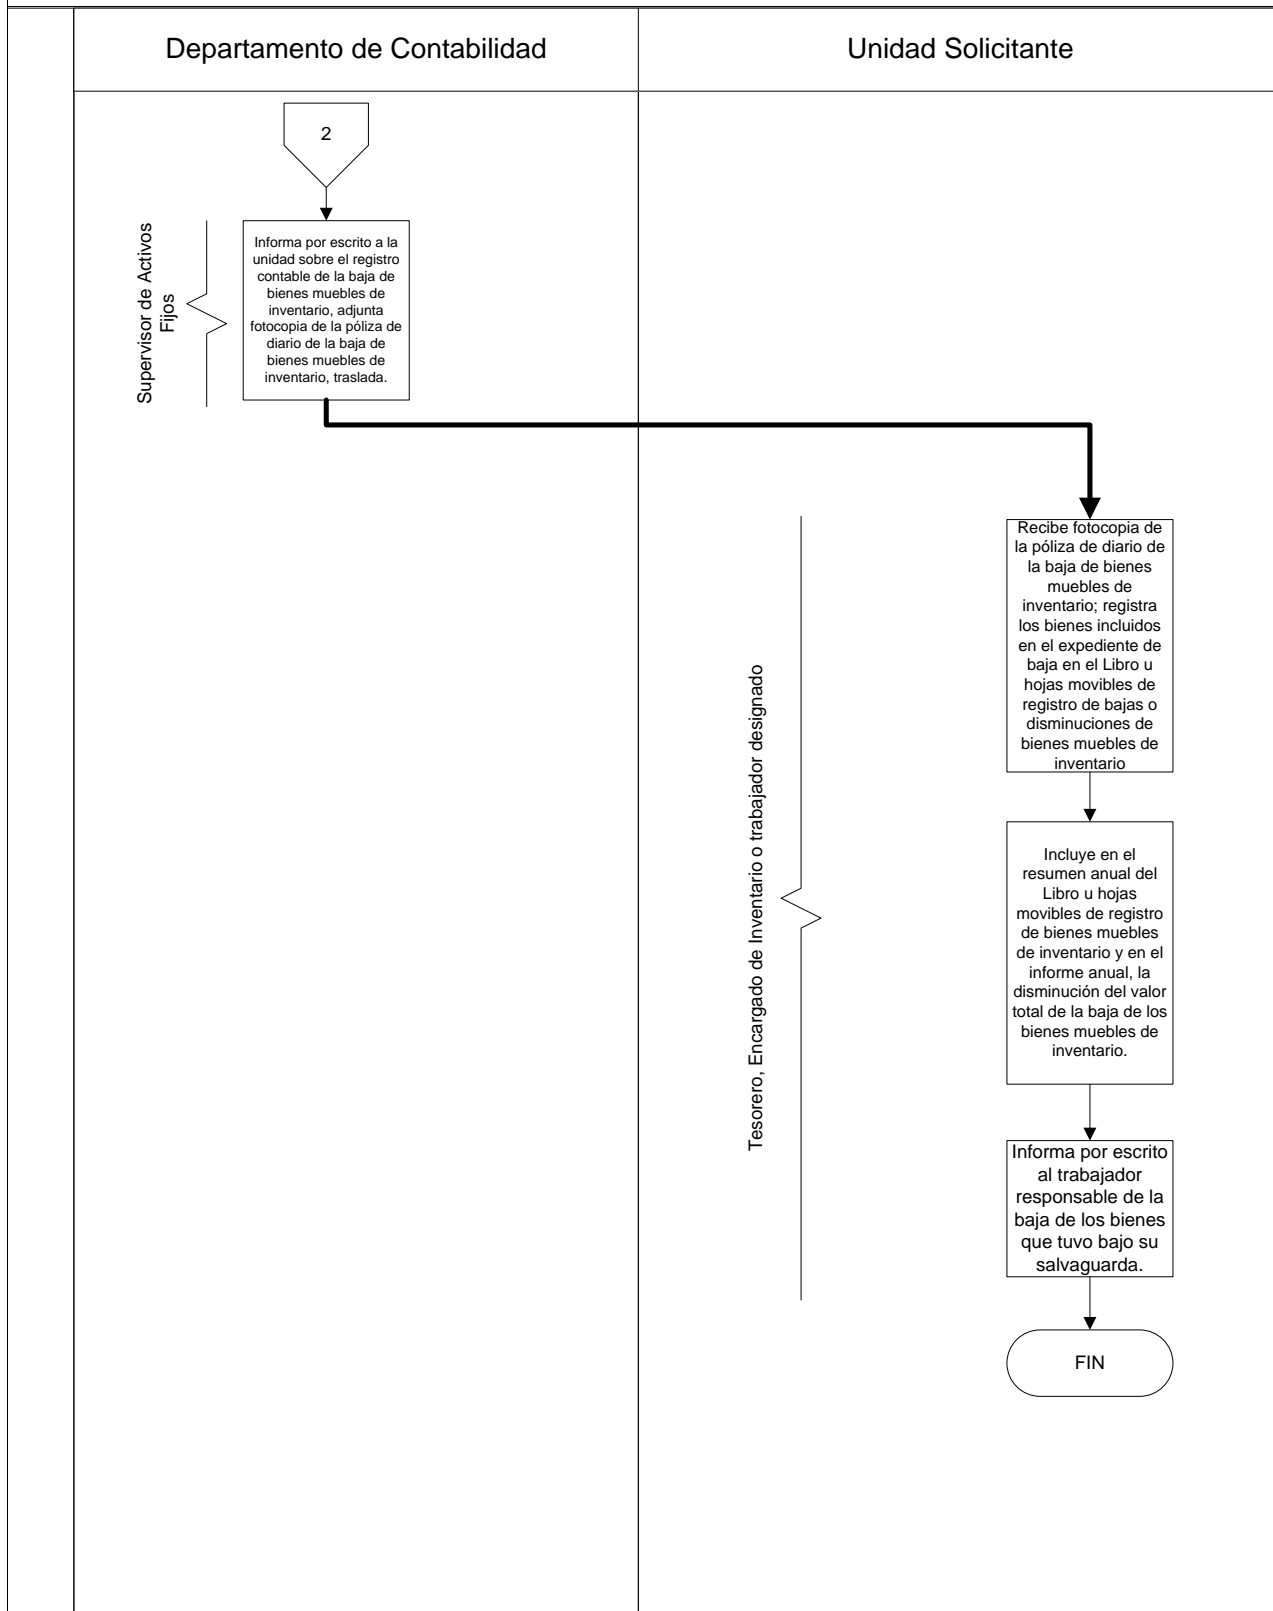 Departamento de Contabilidad
Unidad Solicitante
2
Supervisor de Activos
Fijos
Informa por escrito a la
unidad sobre el registro
contable de la baja de
bienes muebles de
inventario, adjunta
fotocopia de la póliza de
diario de la baja de
bienes muebles de
inventario, traslada.
Tesorero, Encargado de Inventario o trabajador designado
Recibe fotocopia de
la póliza de diario de
la baja de bienes
muebles de
inventario; registra
los bienes incluidos
en el expediente de
baja en el Libro u
hojas movibles de
registro de bajas o
disminuciones de
bienes muebles de
inventario
Incluye en el
resumen anual del
Libro u hojas
movibles de registro
de bienes muebles
de inventario y en el
informe anual, la
disminución del valor
total de la baja de los
bienes muebles de
inventario.
Informa por escrito
al trabajador
responsable de la
baja de los bienes
que tuvo bajo su
salvaguarda.
FIN